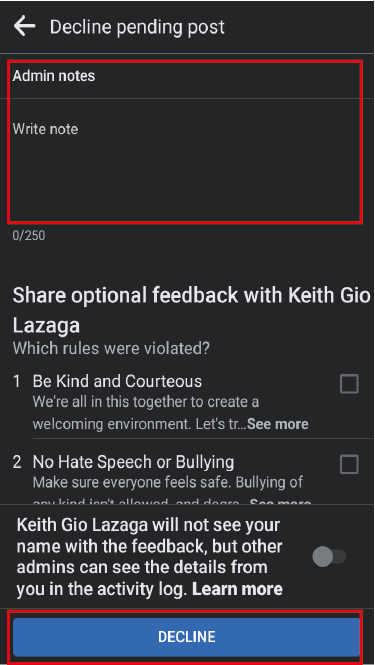 Decline pending post
Admin notes
Write note
0/250
Share optional feedback with Keith Gio
Lazaga
Which rules were violated?
1 Be Kind and Courteous
We're all in this together to create a
welcoming environment. Let's tr...See more
2 No Hate Speech or Bullying
Make sure everyone feels safe. Bullying of
any kind isn't allowed, and degra...See more
Keith Gio Lazaga will not see your
name with the feedback, but other
admins can see the details from
you in the activity log. Learn more
DECLINE